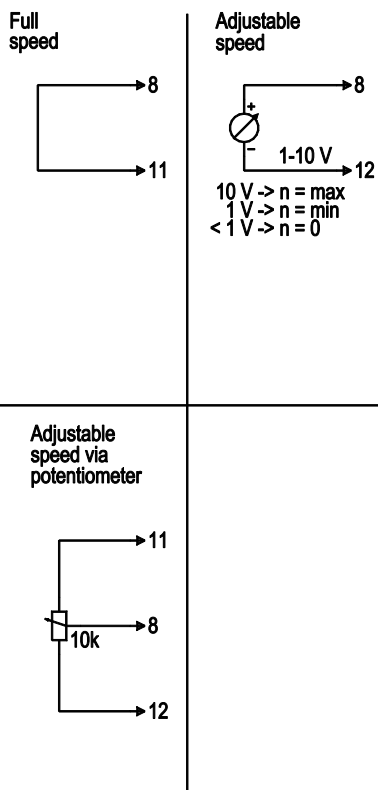 Full
speed
8
11
Adjustable
speed
8
+
–
1-10 V
12
10 V -> n = max
1 V -> n = min
< 1 V -> n = 0
Adjustable
speed via
potentiometer
11
8
10k
12